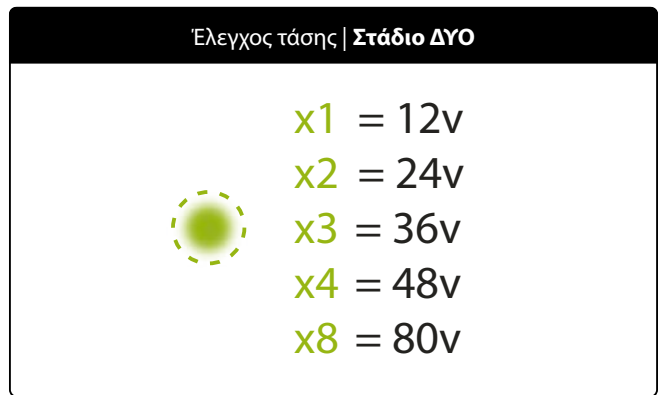 Έλεγχος τάσης | Στάδιο ΔΥΟ
x1 = 12v
x2 = 24v
x3 = 36v
x4 = 48v
x8 = 80v